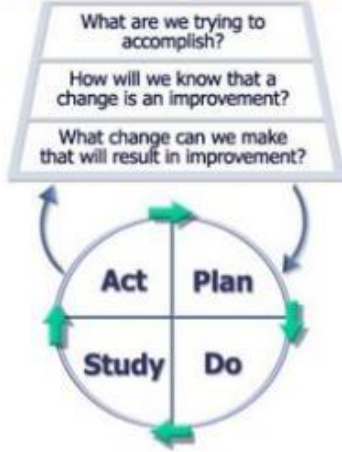 What are we trying to
accomplish?
How will we know that a
change is an improvement?
What change can we make
that will result in improvement?
Act Plan
Study Do